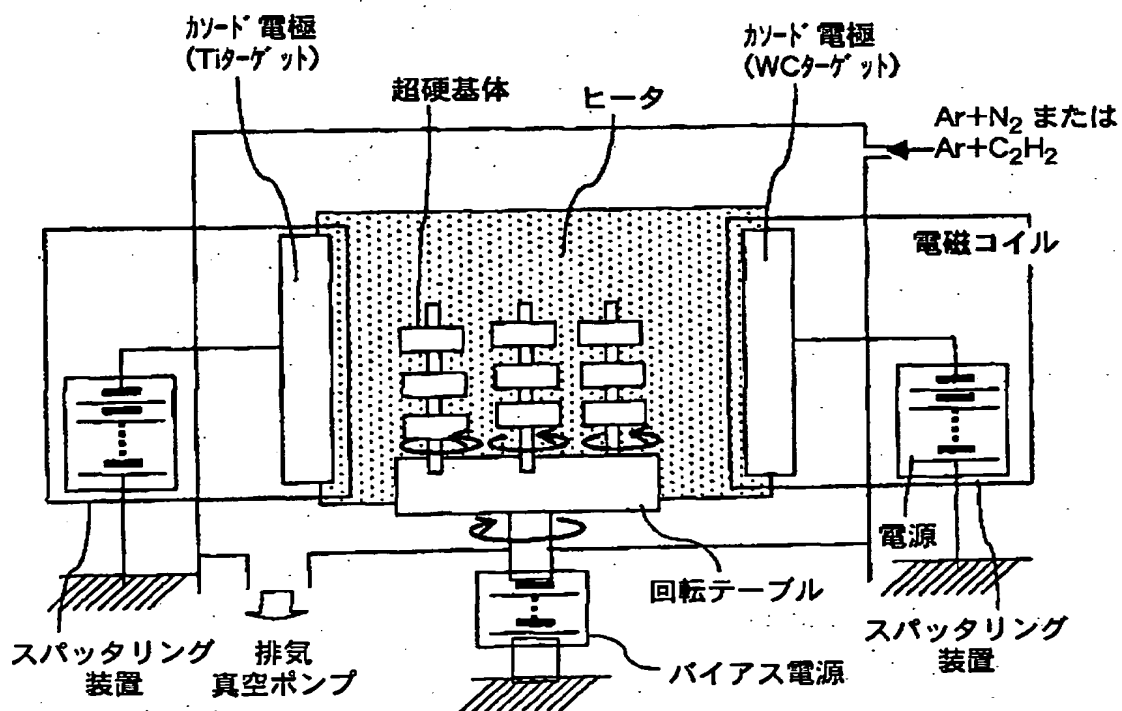 カソード電極
(Tiターゲット)
超硬基体
ヒータ
カソード電極
(WCターゲット)
Ar+N₂ または
Ar+C₂H₂
電磁コイル
電源
回転テーブル
スパッタリング
装置
排気
真空ポンプ
バイアス電源
スパッタリング
装置